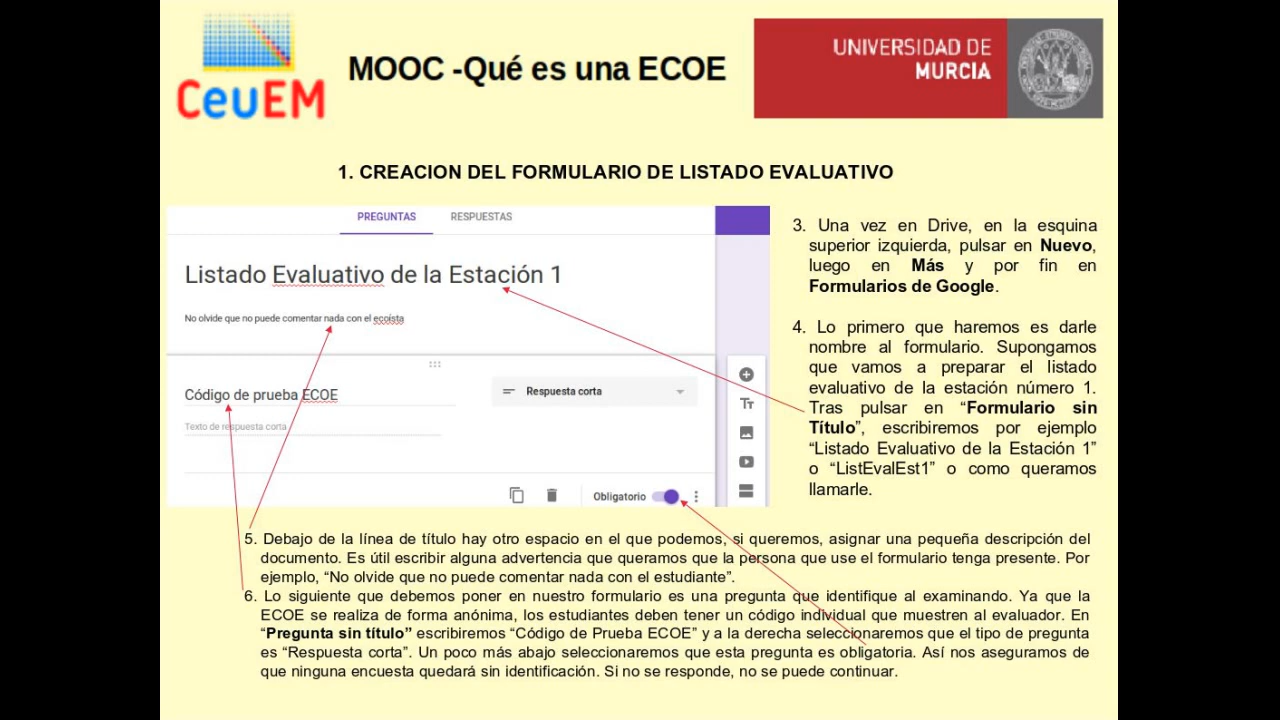 CeuEM
MOOC -Qué es una ECOE
UNIVERSIDAD DE
MURCIA
1. CREACION DEL FORMULARIO DE LISTADO EVALUATIVO
PREGUNTAS RESPUESTAS
Listado Evaluativo de la Estación 1
No olvide que no puede comentar nada con el ecoista
Código de prueba ECOE
Respuesta corta
Texto de respuesta corta
Tт
Obligatorio
3. Una vez en Drive, en la esquina
superior izquierda, pulsar en Nuevo,
luego en Más y por fin en
Formularios de Google.
4. Lo primero que haremos es darle
nombre al formulario. Supongamos
que vamos a preparar el listado
evaluativo de la estación número 1.
Tras pulsar en “Formulario sin
Título”, escribiremos por ejemplo
“Listado Evaluativo de la Estación 1”
o “ListEvalEst1” o como queramos
llamarle.
5. Debajo de la línea de título hay otro espacio en el que podemos, si queremos, asignar una pequeña descripción del
documento. Es útil escribir alguna advertencia que queramos que la persona que use el formulario tenga presente. Por
ejemplo, “No olvide que no puede comentar nada con el estudiante”.
6. Lo siguiente que debemos poner en nuestro formulario es una pregunta que identifique al examinando. Ya que la
ECOE se realiza de forma anónima, los estudiantes deben tener un código individual que muestren al evaluador. En
“Pregunta sin título” escribiremos “Código de Prueba ECOE” y a la derecha seleccionaremos que el tipo de pregunta
es “Respuesta corta”. Un poco más abajo seleccionaremos que esta pregunta es obligatoria. Así nos aseguramos de
que ninguna encuesta quedará sin identificación. Si no se responde, no se puede continuar.